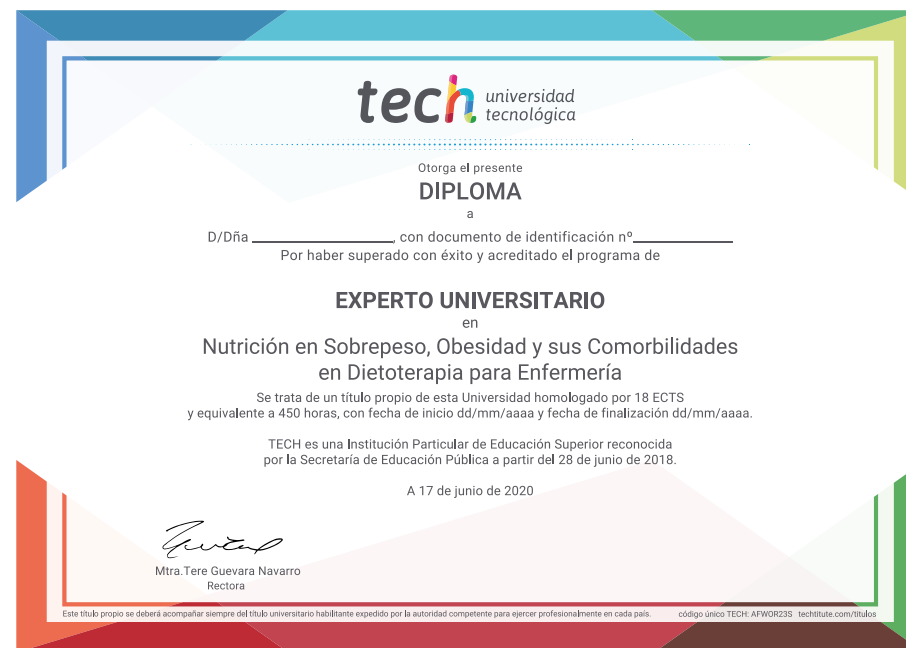 tech universidad
tecnológica
Otorga el presente
DIPLOMA
a
D/Dña ____________, con documento de identificación nº____________
Por haber superado con éxito y acreditado el programa de
EXPERTO UNIVERSITARIO
en
Nutrición en Sobrepeso, Obesidad y sus Comorbilidades
en Dietoterapia para Enfermería
Se trata de un título propio de esta Universidad homologado por 18 ECTS
y equivalente a 450 horas, con fecha de inicio dd/mm/aaaa y fecha de finalización dd/mm/aaaa.
TECH es una Institución Particular de Educación Superior reconocida
por la Secretaría de Educación Pública a partir del 28 de junio de 2018.
A 17 de junio de 2020
Mtra.Tere Guevara Navarro
Rectora
Este título propio se deberá acompañar siempre del título universitario habilitante expedido por la autoridad competente para ejercer profesionalmente en cada país. código único TECH: AFWOR23S techtitute.com/titulos